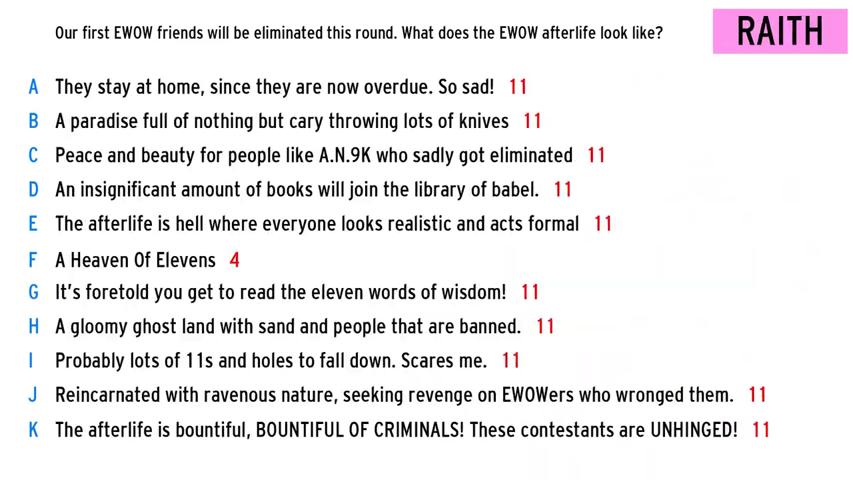 Our first EWOW friends will be eliminated this round. What does the EWOW afterlife look like?
RAITH
A They stay at home, since they are now overdue. So sad! 11
B A paradise full of nothing but cary throwing lots of knives 11
C Peace and beauty for people like A.N.9K who sadly got eliminated 11
D An insignificant amount of books will join the library of babel. 11
E The afterlife is hell where everyone looks realistic and acts formal 11
F A Heaven Of Elevens 4
G It's foretold you get to read the eleven words of wisdom! 11
H A gloomy ghost land with sand and people that are banned. 11
I Probably lots of 11s and holes to fall down. Scares me. 11
J Reincarnated with ravenous nature, seeking revenge on EWOWers who wronged them. 11
K The afterlife is bountiful, BOUNTIFUL OF CRIMINALS! These contestants are UNHINGED! 11